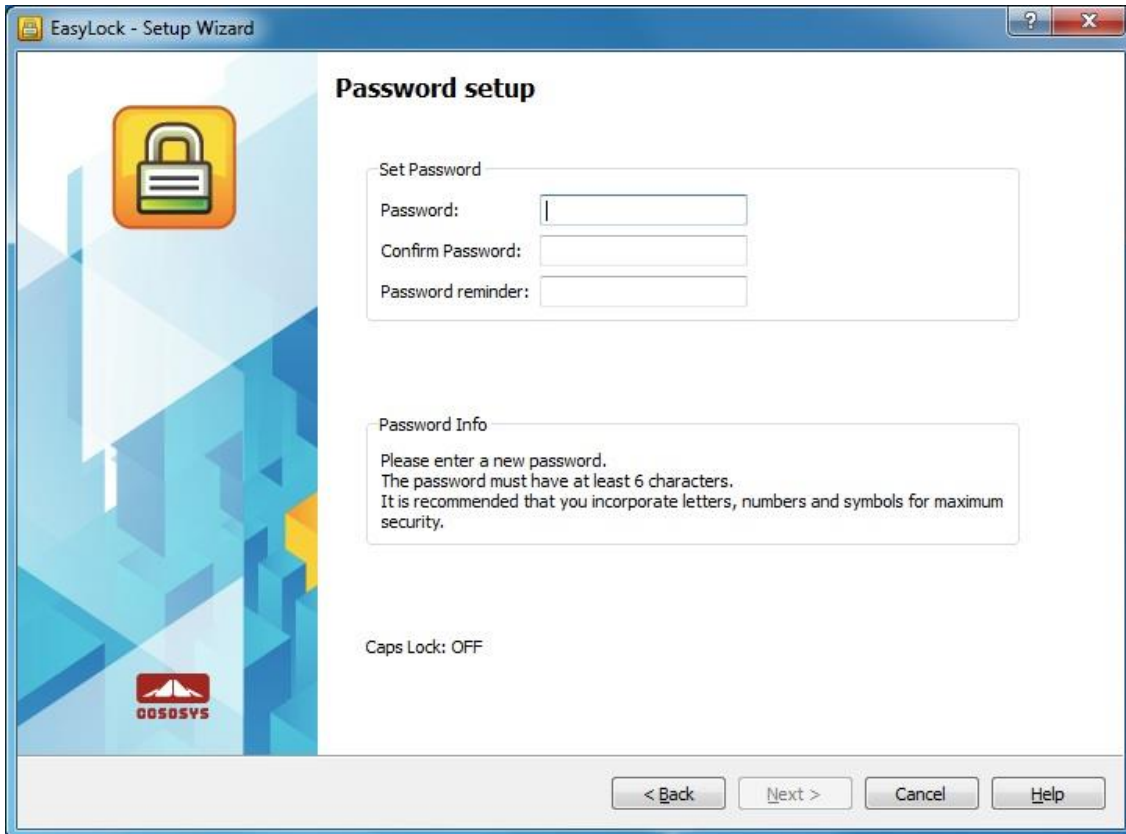 EasyLock - Setup Wizard
Password setup
Set Password
Password:
Confirm Password:
Password reminder:
Password Info
Please enter a new password.
The password must have at least 6 characters.
It is recommended that you incorporate letters, numbers and symbols for maximum
security.
Caps Lock: OFF
COSOSYS
< Back Next > Cancel Help